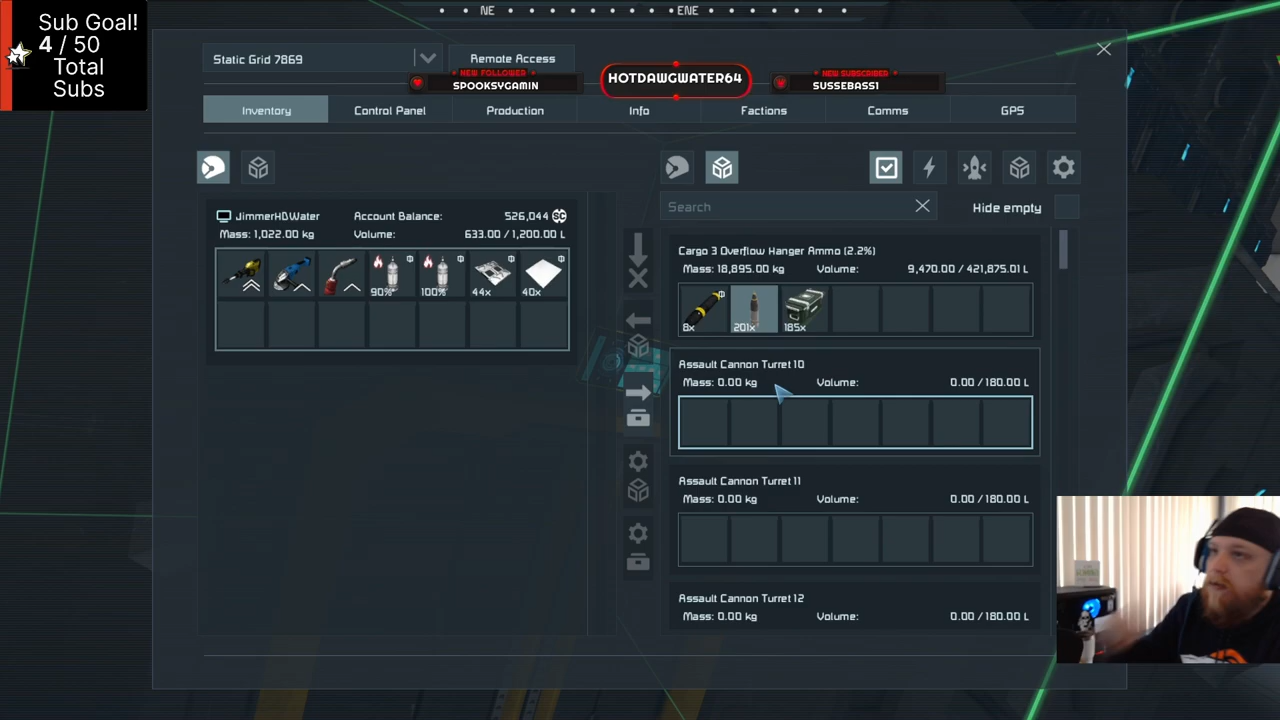 NE
ENE
Sub Goal!
4 / 50
Total
Subs
Static Grid 7869
Remote Access
NEW FOLLOWER
SPOOKSYGAMIN
HOTDAWGWATER64
NEW SUBSCRIBER
SUSSEBASS1
Inventory
Control Panel
Production
Info
Factions
Comms
GPS
Search
Hide empty
JimmerHDWater
Account Balance:
526,044
SC
Mass: 1,022.00 kg
Volume:
633.00 / 1,200.00 L
90%
100%
44x
40x
Cargo 3 Overflow Hanger Ammo (2.2%)
Mass: 18,895.00 kg
Volume:
9,470.00 / 421,875.01 L
8x
201x
185x
Assault Cannon Turret 10
Mass: 0.00 kg
Volume:
0.00 / 180.00 L
Assault Cannon Turret 11
Mass: 0.00 kg
Volume:
0.00 / 180.00 L
Assault Cannon Turret 12
Mass: 0.00 kg
Volume:
0.00 / 180.00 L